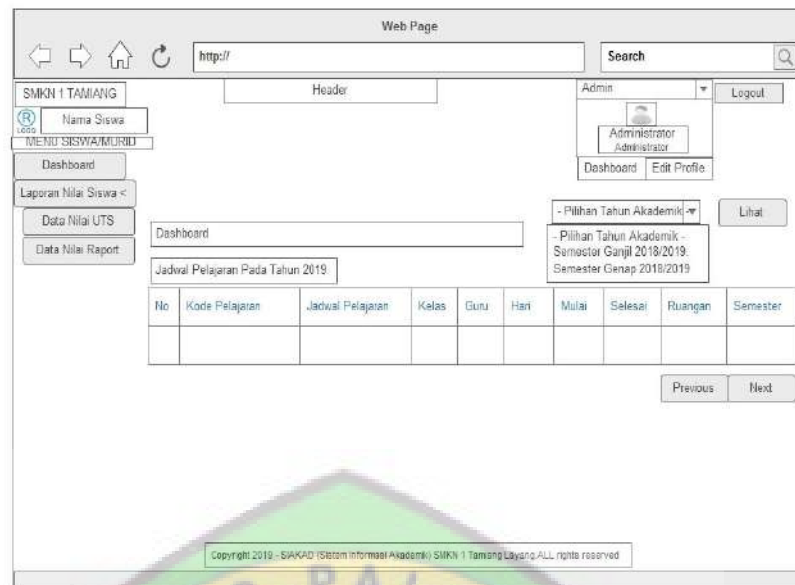 Web Page
http://
Search
SMKN 1 TAMIANG
Header
Admin
Logout
LOGO
Nama Siswa
MENU SISWA/MURID
Administrator
Administrator
Dashboard
Edit Profile
Dashboard
Laporan Nilai Siswa <
Data Nilai UTS
Data Nilai Raport
- Pilihan Tahun Akademik -
Lihat
Dashboard
- Pilihan Tahun Akademik -
Semester Ganjil 2018/2019
Semester Genap 2018/2019
Jadwal Pelajaran Pada Tahun 2019
No Kode Pelajaran Jadwal Pelajaran Kelas Guru Hari Mulai Selesai Ruangan Semester
Previous Next
Copyright 2019 - SIAKAD (Sistem Informasi Akademik) SMKN 1 Tamiang Layang.ALL rights reserved